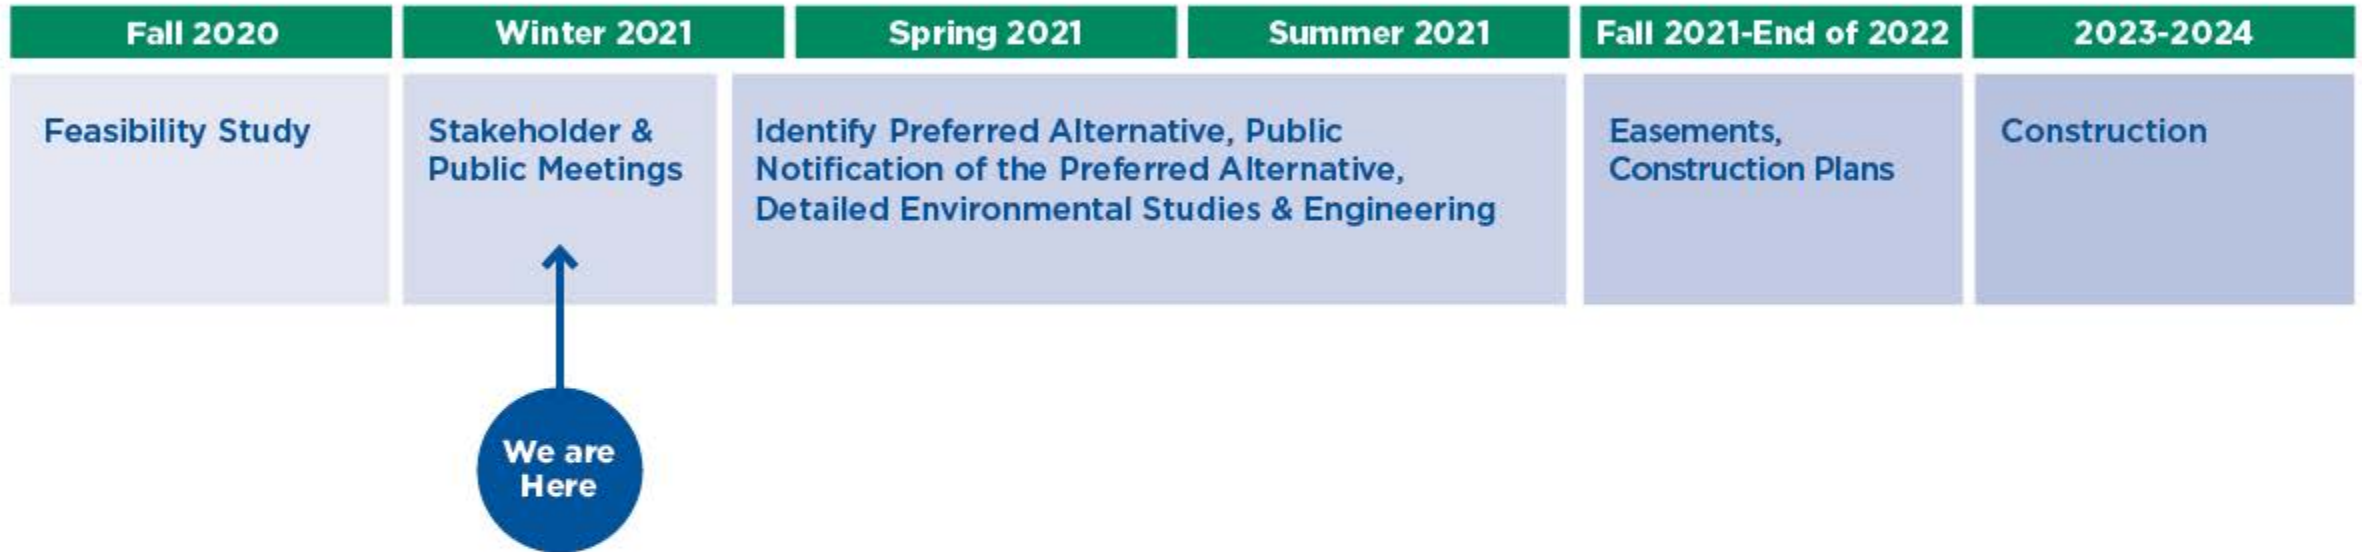 Fall 2020
Winter 2021
Spring 2021
Summer 2021
Fall 2021-End of 2022
2023-2024
Feasibility Study
Stakeholder &
Public Meetings
Identify Preferred Alternative, Public
Notification of the Preferred Alternative,
Detailed Environmental Studies & Engineering
Easements,
Construction Plans
Construction
We are
Here